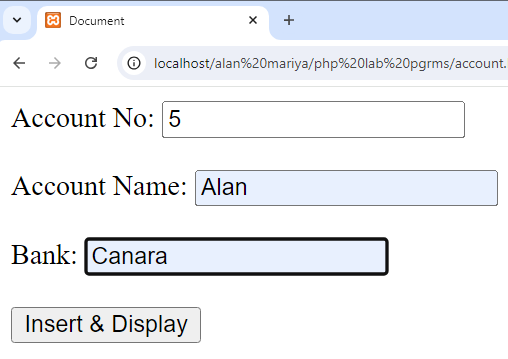 Document
localhost/alan%20mariya/php%20lab%20pgrms/account.
Account No: 5
Account Name: Alan
Bank: Canara
Insert & Display